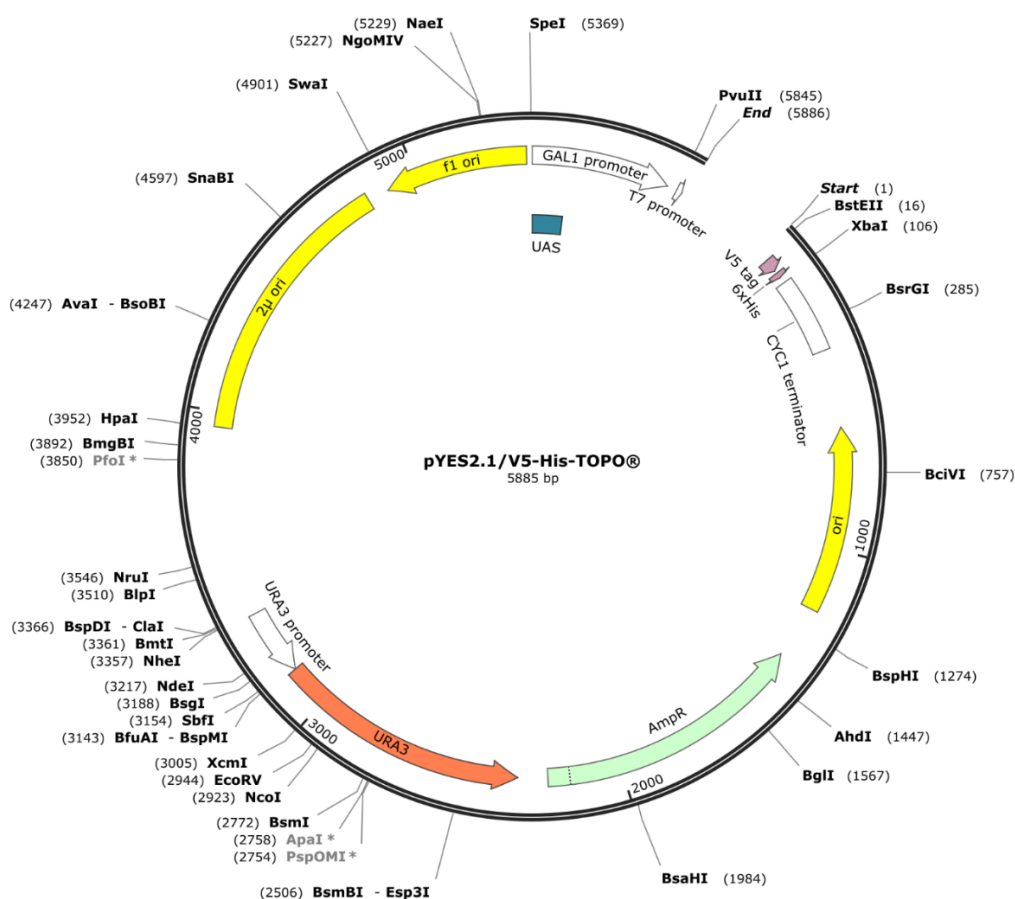 (5229) NaeI
(5227) NgoMIV
SpeI (5369)
(4901) SwaI
PvuII (5845)
End (5886)
(4597) SnaBI
Start (1)
BstEII (16)
XbaI (106)
BsrGI (285)
(4247) AvaI - BsoBI
(3952) HpaI
(3892) BmgBI
(3850) PfoI *
BciVI (757)
(3546) NruI
(3510) BlpI
(3366) BspDI - ClaI
(3361) BmtI
(3357) NheI
(3217) NdeI
(3188) BsgI
(3154) SbfI
(3143) BfuAI - BspMI
(3005) XcmI
(2944) EcoRV
(2923) NcoI
(2772) BsmI
(2758) ApaI *
(2754) PspOMI *
(2506) BsmBI - Esp3I
BspHI (1274)
AhdI (1447)
BglI (1567)
BsaHI (1984)
5000
f1 ori
GAL1 promoter
T7 promoter
UAS
V5 tag
6xHis
CYC1 terminator
2μ ori
4000
pYES2.1/V5-His-TOPO®
5885 bp
ori
1000
URA3 promoter
URA3
3000
AmpR
2000